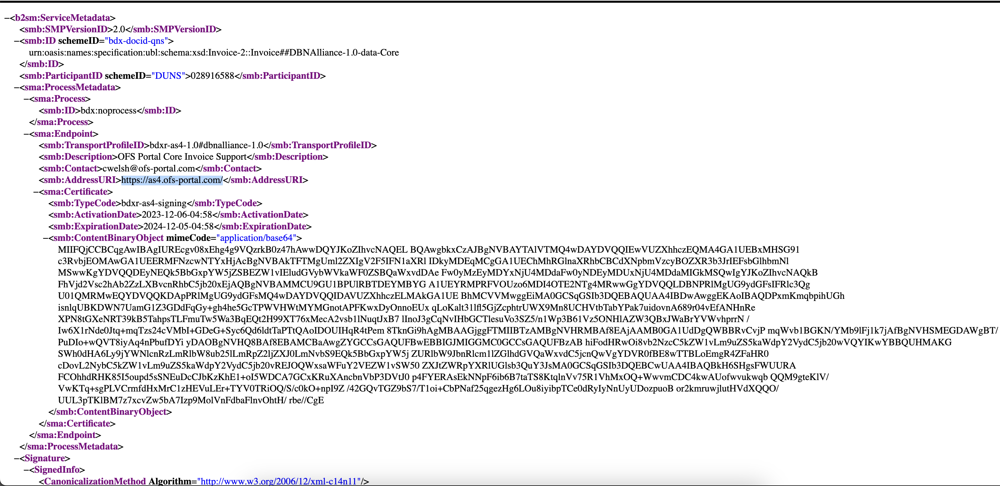 –<b2sm:ServiceMetadata>
<smb:SMPVersionID>2.0</smb:SMPVersionID>
–<smb:ID schemeID="bdx-docid-qns">
urn:oasis:names:specification:ubl:schema:xsd:Invoice-2::Invoice##DBNAlliance-1.0-data-Core
</smb:ID>
<smb:ParticipantID schemeID="DUNS">028916588</smb:ParticipantID>
–<sma:ProcessMetadata>
–<sma:Process>
<smb:ID>bdx:noprocess</smb:ID>
</sma:Process>
–<sma:Endpoint>
<smb:TransportProfileID>bdxr-as4-1.0#dbnalliance-1.0</smb:TransportProfileID>
<smb:Description>OFS Portal Core Invoice Support</smb:Description>
<smb:Contact>cwelsh@ofs-portal.com</smb:Contact>
<smb:AddressURI>https://as4.ofs-portal.com/</smb:AddressURI>
–<sma:Certificate>
<smb:TypeCode>bdxr-as4-signing</smb:TypeCode>
<smb:ActivationDate>2023-12-06-04:58</smb:ActivationDate>
<smb:ExpirationDate>2024-12-05-04:58</smb:ExpirationDate>
–<smb:ContentBinaryObject mimeCode="application/base64">
MIIFQjCCBCqgAwIBAgIUREcgv08xEhg4g9VQzrkB0z47hAwwDQYJKoZIhvcNAQEL BQAwgbkxCzAJBgNVBAYTAlVTMQ4wDAYDVQQIEwVUZXhhczEQMA4GA1UEBxMHSG91
c3RvbjEOMAwGA1UEERMFNzcwNTYxHjAcBgNVBAkTFTMgUml2ZXIgV2F5IFN1aXRl IDkyMDEqMCgGA1UEChMhRGlnaXRhbCBCdXNpbmVzcyBOZXR3b3JrIEFsbGlhbmNl
MSwwKgYDVQQDEyNEQk5BbGxpYW5jZSBEZW1vIEludGVybWVkaWF0ZSBQaWxvdDAe Fw0yMzEyMDYxNjU4MDdaFw0yNDEyMDUxNjU4MDdaMIGkMSQwIgYJKoZIhvcNAQkB
FhVjd2Vsc2hAb2ZzLXBvcnRhbC5jb20xEjAQBgNVBAMMCU9GU1BPUlRBTDEYMBYG A1UEYRMPRFVOUzo6MDI4OTE2NTg4MRwwGgYDVQQLDBNPRlMgUG9ydGFsIFRlc3Qg
U01QMRMwEQYDVQQKDApPRlMgUG9ydGFsMQ4wDAYDVQQIDAVUZXhhczELMAkGA1UE BhMCVVMwggEiMA0GCSqGSIb3DQEBAQUAA4IBDwAwggEKAoIBAQDPxmKmqbpihUGh
isnlqUBKDWN7UamG1Z3GDdFqGy+gh4he5GcTPWVHWtMYMGnotAPFKwxDyOnnoEUx qLoKalt31lfl5GjZcphtrUWX9Mn8UCHVtbTabYPak7uidovnA689r04vEfANHnRe
XPN8tGXeNRT39kB5TahpsTLFmuTw5Wa3BqEQt2H99XT76xMecA2vsb1lNuqtJxB7 lInoJ3gCqNvIHbGCTlesuVo3SZ5/n1Wp3B61Vz5ONHlAZW3QBxJWaBrYVWvhprrN /
Iw6X1rNde0Jtq+mqTzs24cVMbI+GDeG+Syc6Qd6ldtTaPTtQAoIDOUIHqR4tPem 8TknGi9hAgMBAAGjggFTMIIBTzAMBgNVHRMBAf8EAjAAMB0GA1UdDgQWBBRvCvjP mqWvb1BGKN/YMb9lFj1k7jAfBgNVHSMEGDAWgBT/
PuDIo+wQVT8iyAq4nPbufDYi yDAOBgNVHQ8BAf8EBAMCBaAwgZYGCCsGAQUFBwEBBIGJMIGGMC0GCCsGAQUFBzAB hiFodHRwOi8vb2NzcC5kZW1vLm9uZS5kaWdpY2VydC5jb20wVQYIKwYBBQUHMAKG
SWh0dHA6Ly9jYWNlcnRzLmRlbW8ub25lLmRpZ2ljZXJ0LmNvbS9EQk5BbGxpYW5j ZURlbW9JbnRlcm1lZGlhdGVQaWxvdC5jcnQwVgYDVR0fBE8wTTBLoEmgR4ZFaHR0
cDovL2NybC5kZW1vLm9uZS5kaWdpY2VydC5jb20vREJOQWxsaWFuY2VEZW1vSW50 ZXJtZWRpYXRlUGlsb3QuY3JsMA0GCSqGSIb3DQEBCwUAA4IBAQBkH6SHgsFWUURA
FCOhhdRHK85I5oupd5sSNEuDcCJbKzKhE1+oI5WDCA7GCxKRuXAncbnVbP3DVtJ0 p4FYERAsEkNNpF6ib6B7taTS8KtqlnVv75R1VhMxOQ+WwvmCDC4kwAUofwvukwqb QQM9gteKlV/
VwKTq+sgPLVCrmfdHxMrC1zHEVuLEr+TYV0TRiOQ/S/c0kO+npI9Z /42GQvTGZ9bS7/T1oi+CbPNaf25qgezHg6LOu8iyibpTCe0dRyIyNnUyUDozpuoB or2kmruwjlutHVdXQQO/
UUL3pTKlBM7z7xcvZw5bA7Izp9MolVnFdbaFlnvOhtH/ rbe//CgE
</smb:ContentBinaryObject>
</sma:Certificate>
</sma:Endpoint>
</sma:ProcessMetadata>
–<Signature>
–<SignedInfo>
<CanonicalizationMethod Algorithm="http://www.w3.org/2006/12/xml-c14n11"/>